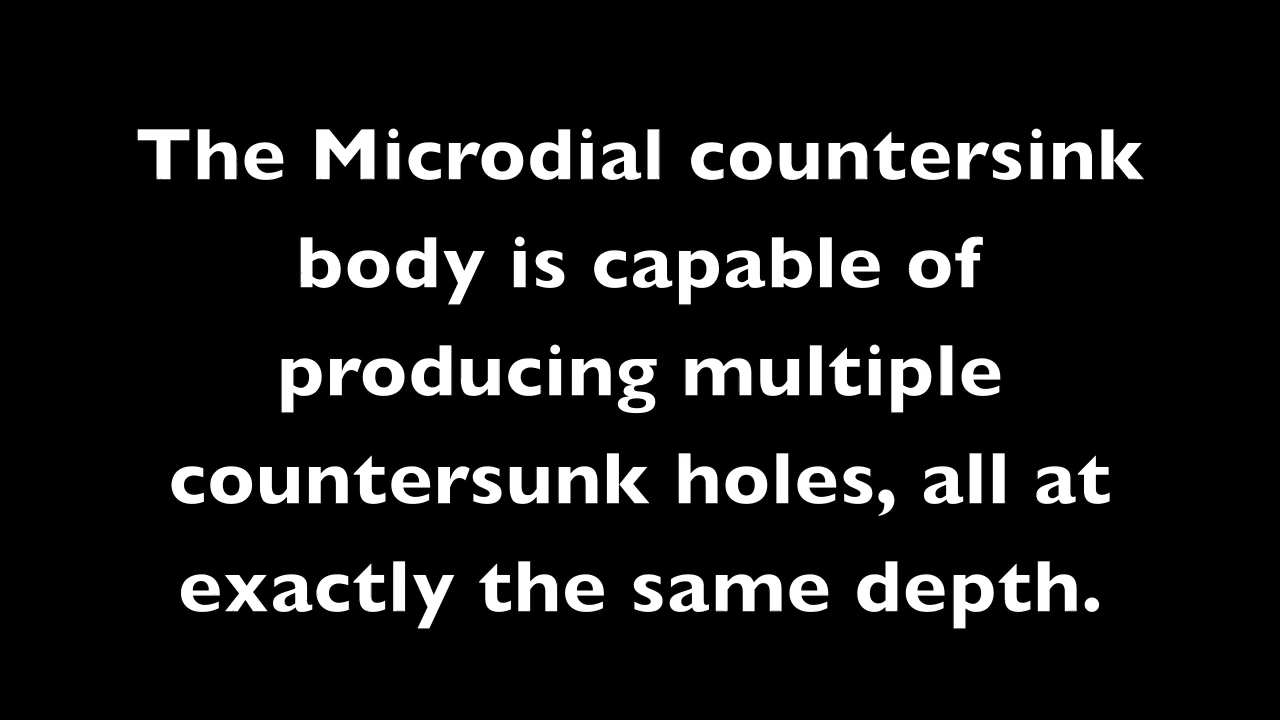 The Microdial countersink
body is capable of
producing multiple
countersunk holes, all at
exactly the same depth.